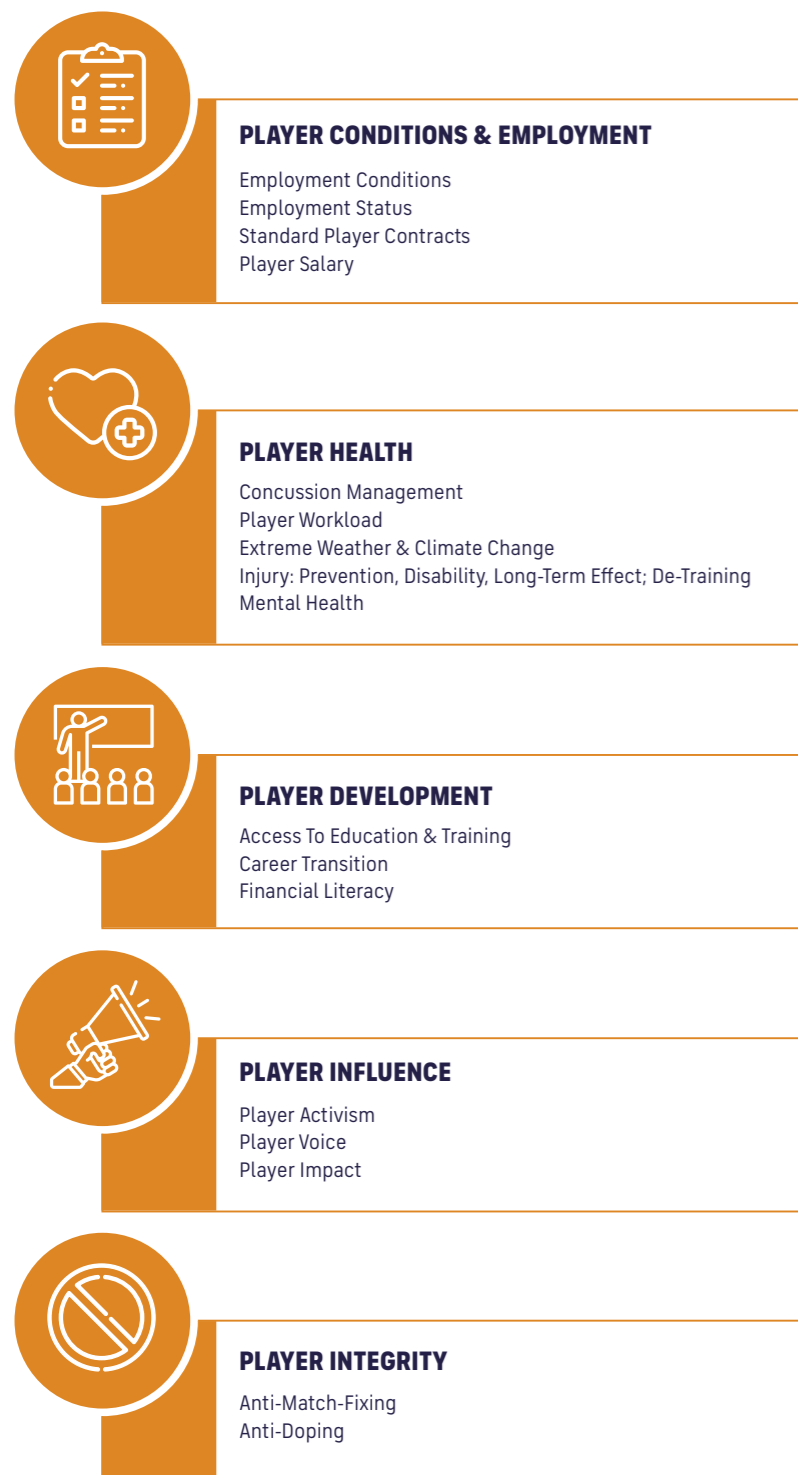 PLAYER CONDITIONS & EMPLOYMENT
Employment Conditions
Employment Status
Standard Player Contracts
Player Salary
PLAYER HEALTH
Concussion Management
Player Workload
Extreme Weather & Climate Change
Injury: Prevention, Disability, Long-Term Effect; De-Training
Mental Health
PLAYER DEVELOPMENT
Access To Education & Training
Career Transition
Financial Literacy
PLAYER INFLUENCE
Player Activism
Player Voice
Player Impact
PLAYER INTEGRITY
Anti-Match-Fixing
Anti-Doping